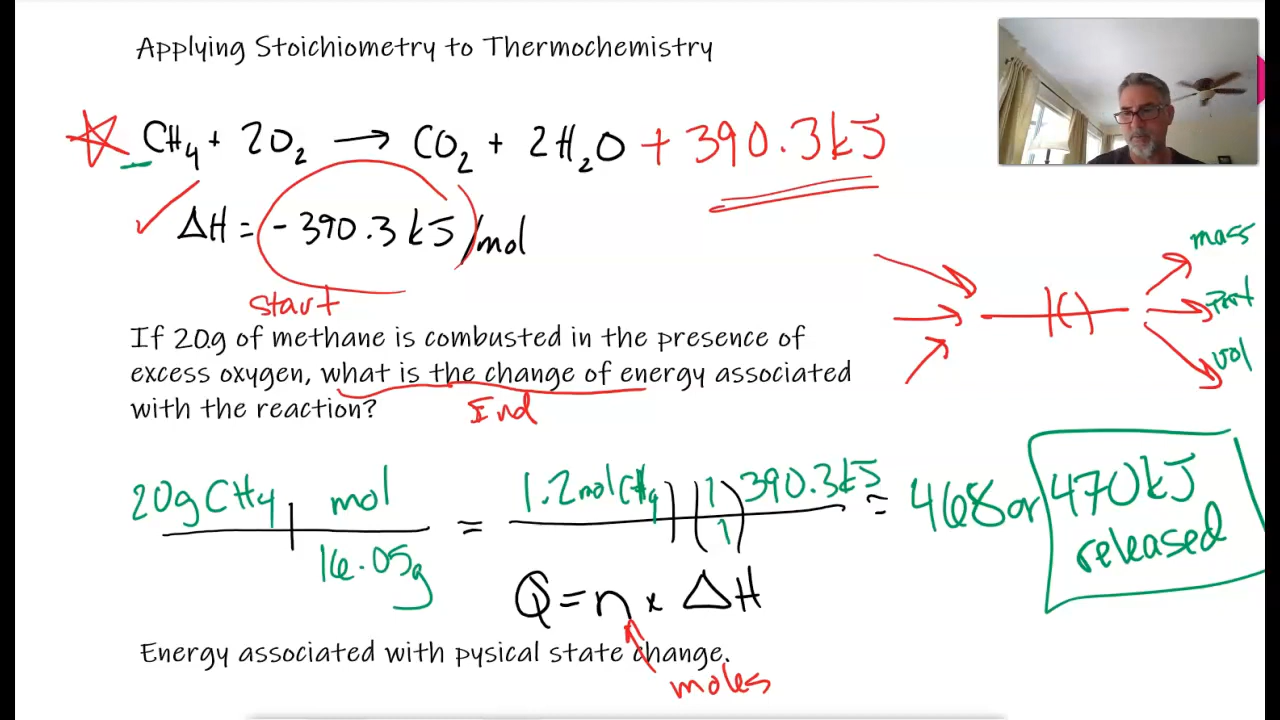 Applying Stoichiometry to Thermochemistry
CH₄ + 2O₂ → CO₂ + 2H₂O + 390.3kJ
ΔH = -390.3 kJ/mol
start
mass
Part
vol
If 20.g of methane is combusted in the presence of
excess oxygen, what is the change of energy associated
with the reaction?
End
20g CH₄ | mol / 16.05g = 1.2 mol CH₄ | (1/1) 390.3kJ = 468 or 470kJ released
Q = n × ΔH
moles
Energy associated with pysical state change.